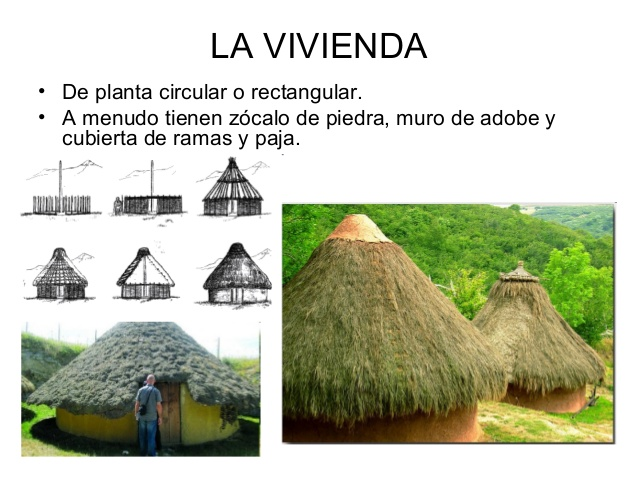 LA VIVIENDA
• De planta circular o rectangular.
• A menudo tienen zócalo de piedra, muro de adobe y
cubierta de ramas y paja.